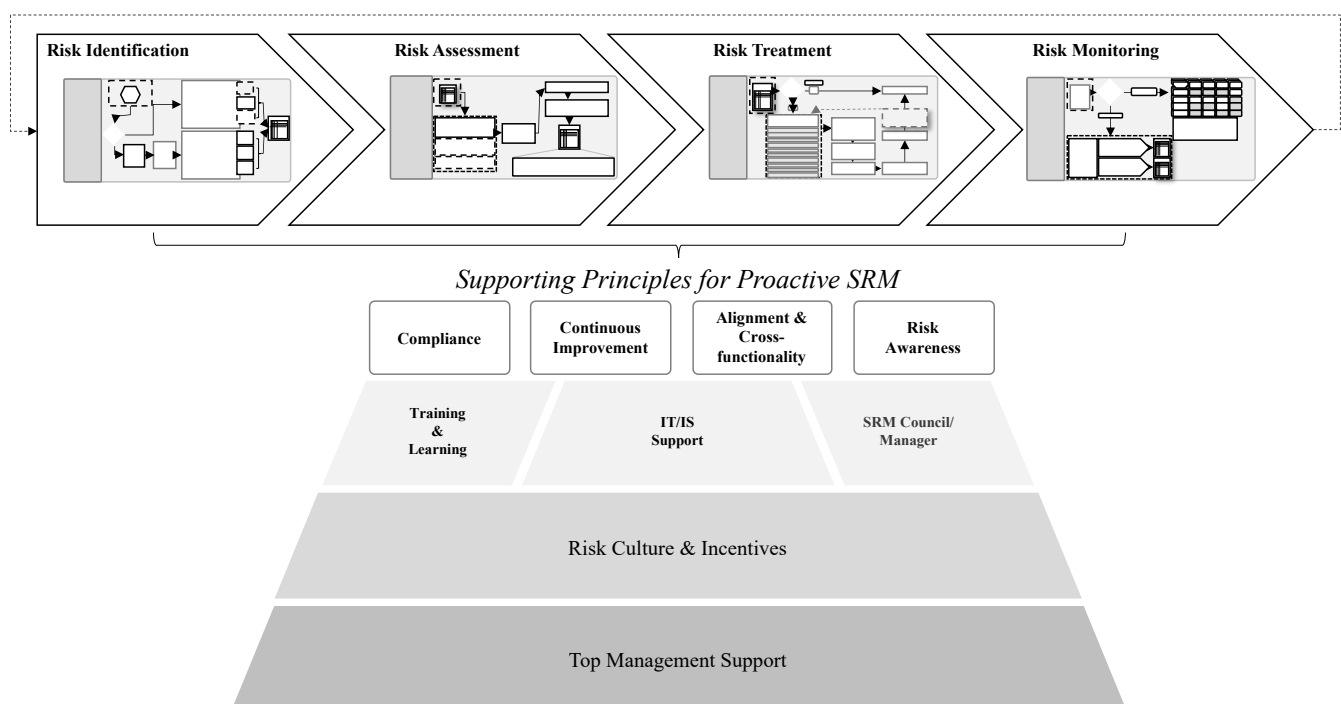 Risk Identification
Risk Assessment
Risk Treatment
Risk Monitoring
Supporting Principles for Proactive SRM
Compliance
Continuous
Improvement
Alignment &
Cross-
functionality
Risk
Awareness
Training
&
Learning
IT/IS
Support
SRM Council/
Manager
Risk Culture & Incentives
Top Management Support